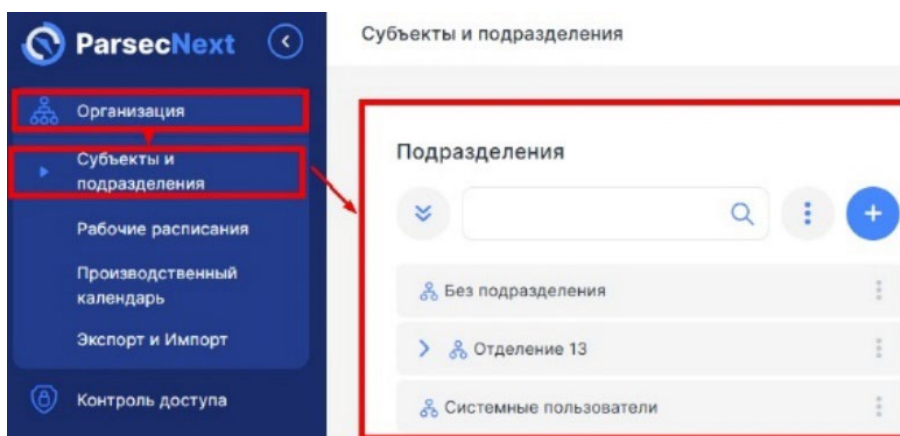 ParsecNext
Субъекты и подразделения
Организация
Субъекты и
подразделения
Рабочие расписания
Производственный
календарь
Экспорт и Импорт
Контроль доступа
Подразделения
Без подразделения
Отделение 13
Системные пользователи